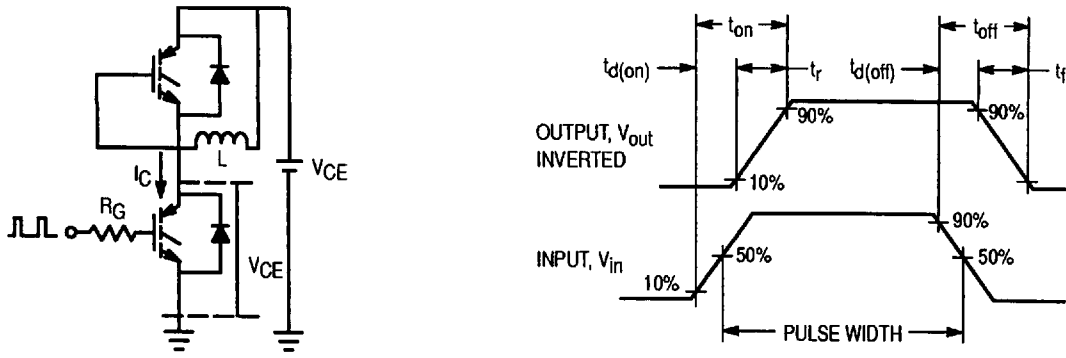 L
V_CE
I_C
R_G
V_CE
t_on
t_off
t_d(on)
t_r
t_d(off)
t_f
90%
90%
OUTPUT, V_out
INVERTED
10%
90%
INPUT, V_in
50%
50%
10%
PULSE WIDTH